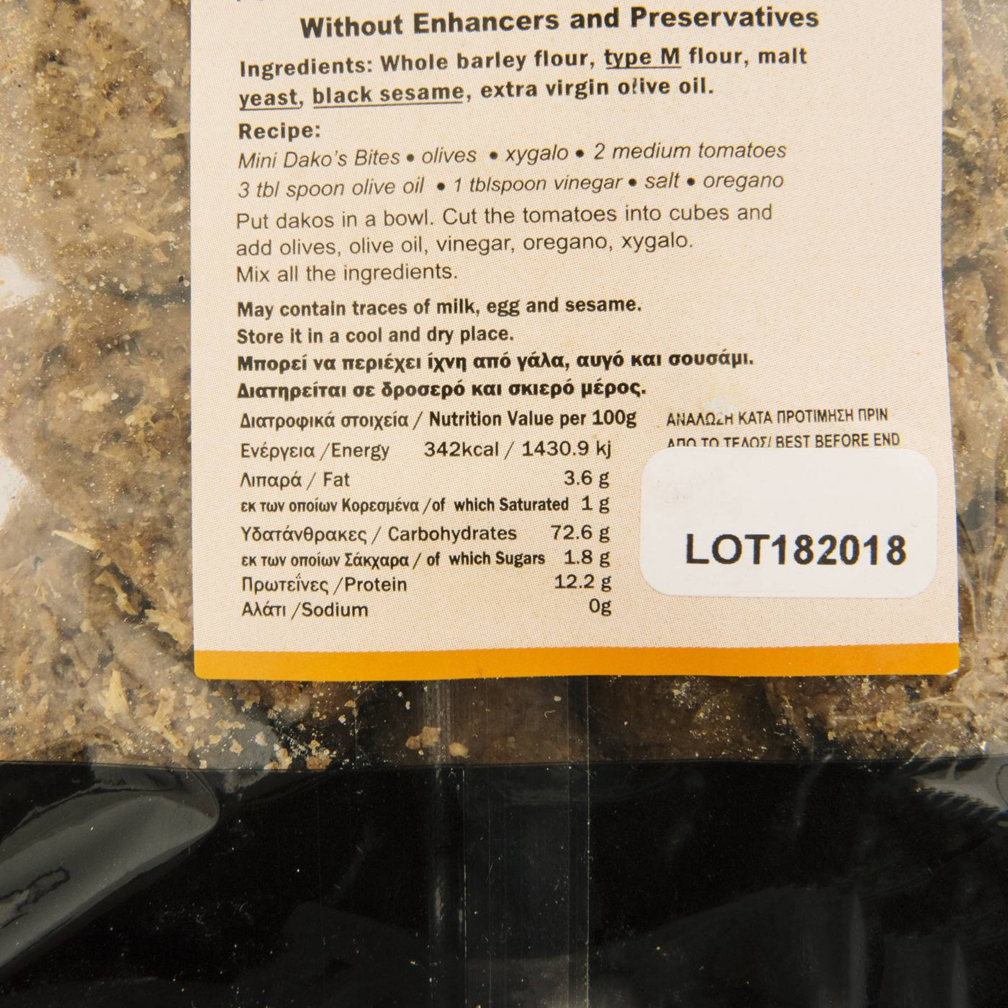 Without Enhancers and Preservatives
Ingredients: Whole barley flour, type M flour, malt
yeast, black sesame, extra virgin olive oil.
Recipe:
Mini Dako's Bites • olives • xygalo • 2 medium tomatoes
3 tbl spoon olive oil • 1 tblspoon vinegar • salt • oregano
Put dakos in a bowl. Cut the tomatoes into cubes and
add olives, olive oil, vinegar, oregano, xygalo.
Mix all the ingredients.
May contain traces of milk, egg and sesame.
Store it in a cool and dry place.
Μπορεί να περιέχει ίχνη από γάλα, αυγό και σουσάμι.
Διατηρείται σε δροσερό και σκιερό μέρος.
Διατροφικά στοιχεία / Nutrition Value per 100g
Ενέργεια /Energy 342kcal / 1430.9 kj
Λιπαρά / Fat 3.6 g
εκ των οποίων Κορεσμένα /of which Saturated 1 g
Υδατάνθρακες / Carbohydrates 72.6 g
εκ των οποίων Σάκχαρα / of which Sugars 1.8 g
Πρωτεΐνες /Protein 12.2 g
Αλάτι /Sodium 0g
ΑΝΑΛΩΣΗ ΚΑΤΑ ΠΡΟΤΙΜΗΣΗ ΠΡΙΝ
ΑΠΟ ΤΟ ΤΕΛΟΣ/ BEST BEFORE END
LOT182018